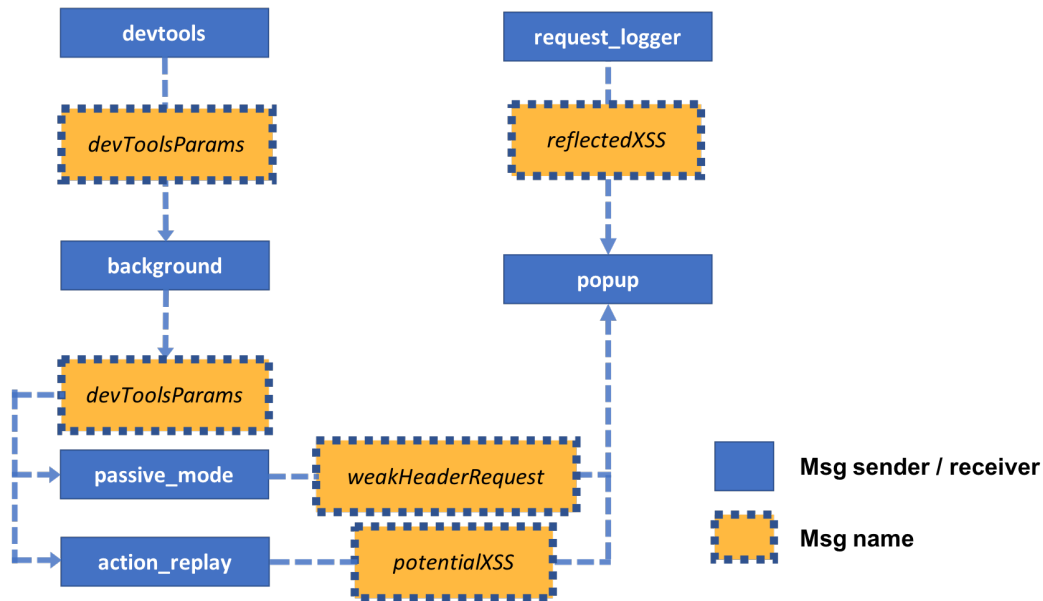 devtools
request_logger
devToolsParams
reflectedXSS
background
popup
devToolsParams
passive_mode
weakHeaderRequest
Msg sender / receiver
action_replay
potentialXSS
Msg name